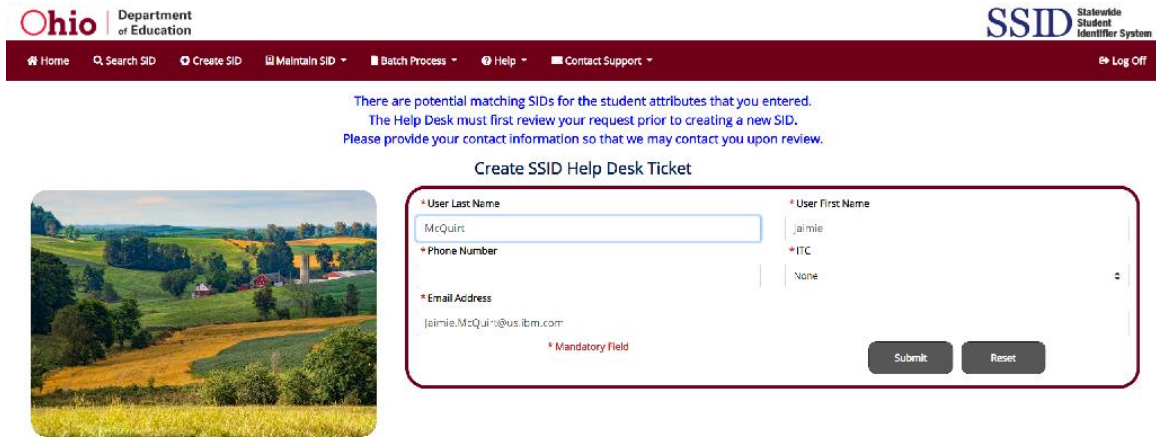 Ohio Department of Education
SSID Statewide Student Identifier System
Home Search SID Create SID Maintain SID Batch Process Help Contact Support Log Off
There are potential matching SIDs for the student attributes that you entered.
The Help Desk must first review your request prior to creating a new SID.
Please provide your contact information so that we may contact you upon review.
Create SSID Help Desk Ticket
* User Last Name * User First Name
McQuirt Jaimie
* Phone Number * ITC
None
* Email Address
Jaimie.McQuirt@us.ibm.com
* Mandatory Field
Submit Reset